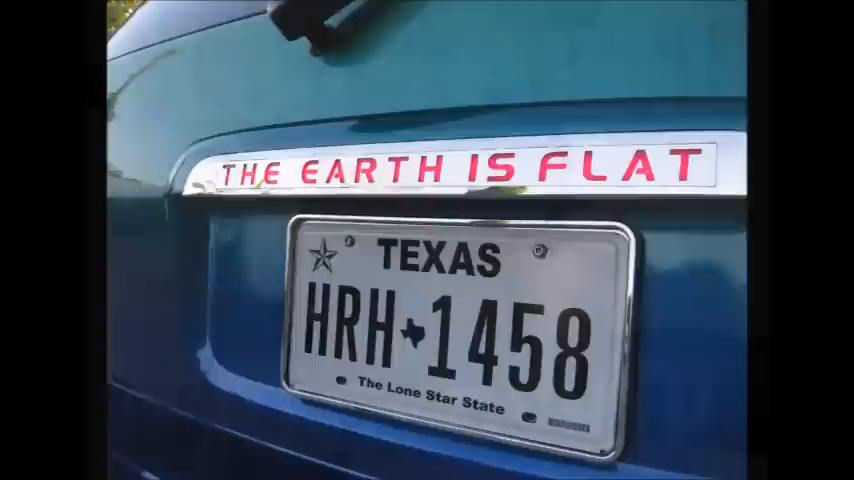 THE EARTH IS FLAT
TEXAS
HRH 1458
The Lone Star State